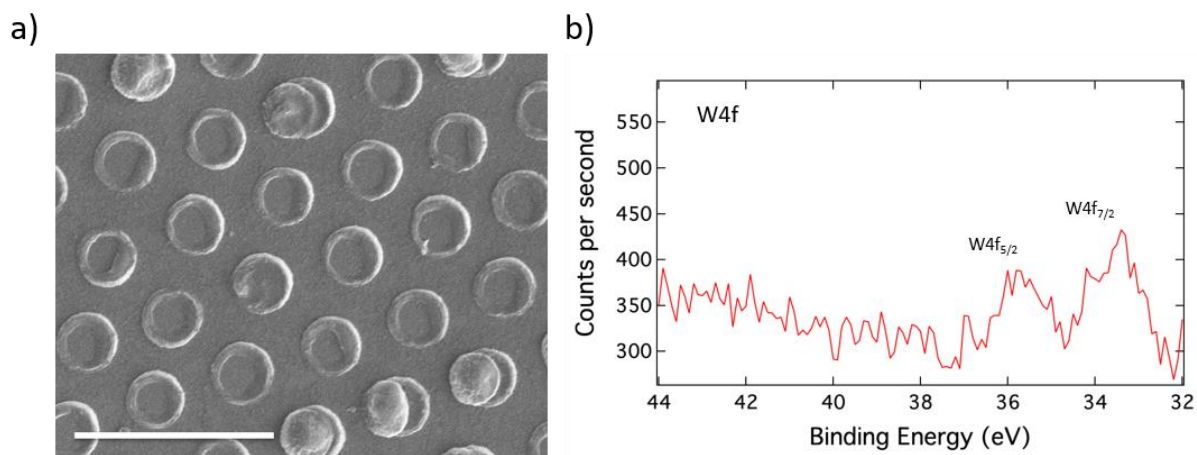 a)
b)
W4f
W4f5/2
W4f7/2
Counts per second
550
500
450
400
350
300
44
42
40
38
36
34
32
Binding Energy (eV)